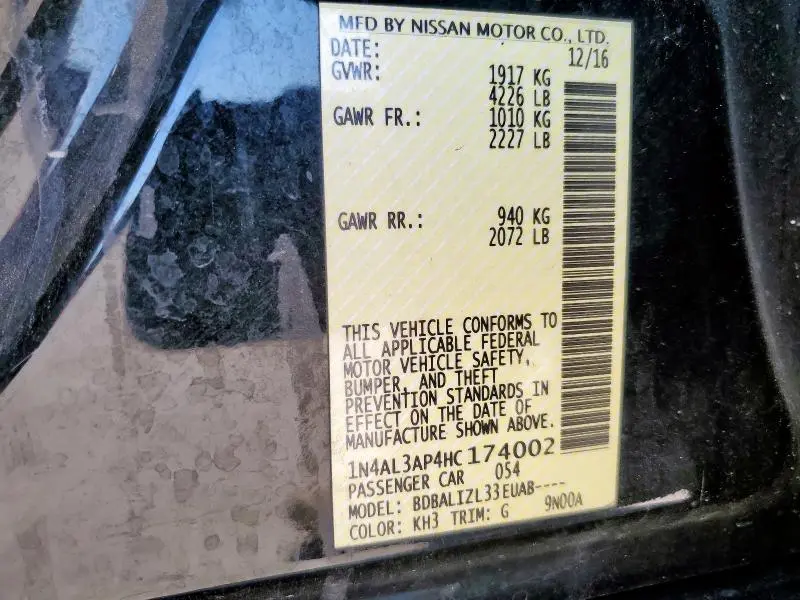 MFD BY NISSAN MOTOR CO., LTD.
DATE: 12/16
GVWR: 1917 KG
4226 LB
GAWR FR.: 1010 KG
2227 LB
GAWR RR.: 940 KG
2072 LB
THIS VEHICLE CONFORMS TO
ALL APPLICABLE FEDERAL
MOTOR VEHICLE SAFETY,
BUMPER, AND THEFT
PREVENTION STANDARDS IN
EFFECT ON THE DATE OF
MANUFACTURE SHOWN ABOVE.
1N4AL3AP4HC174002
PASSENGER CAR 054
MODEL: BDBALIZL33EUAB----
COLOR: KH3 TRIM: G 9N00A